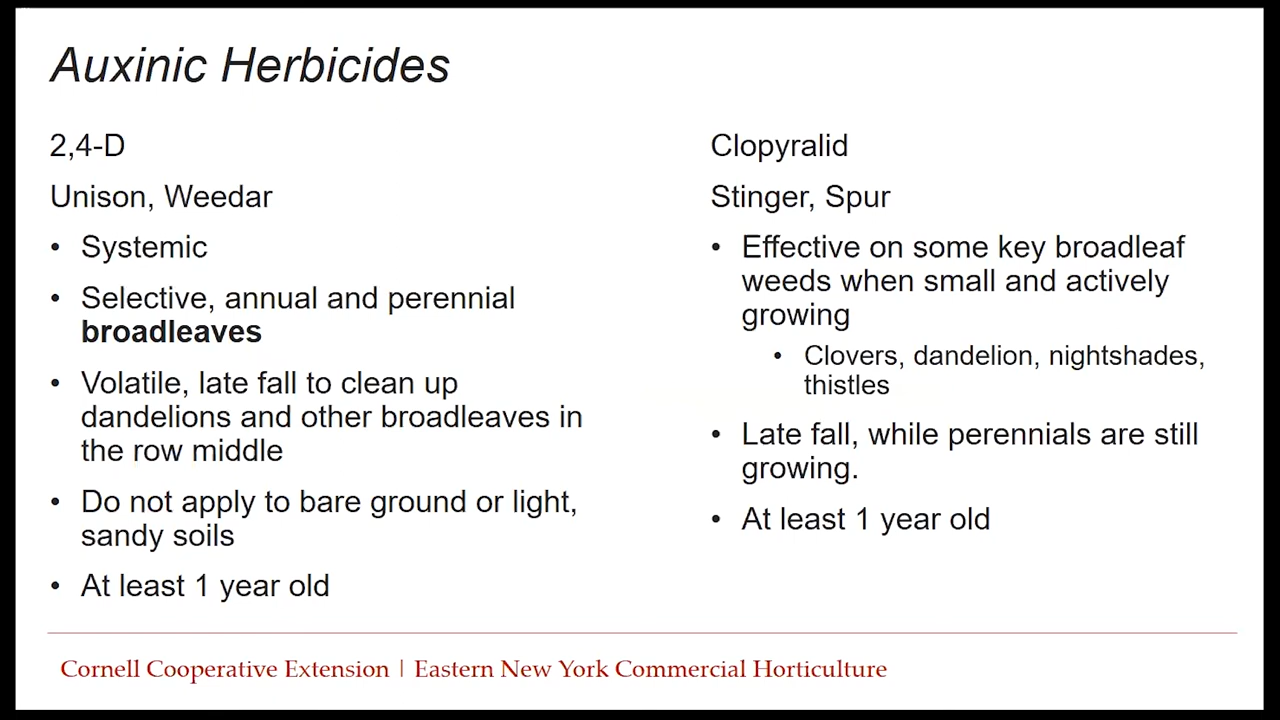 Auxinic Herbicides
2,4-D
Unison, Weedar
• Systemic
• Selective, annual and perennial
broadleaves
• Volatile, late fall to clean up
dandelions and other broadleaves in
the row middle
• Do not apply to bare ground or light,
sandy soils
• At least 1 year old
Clopyralid
Stinger, Spur
• Effective on some key broadleaf
weeds when small and actively
growing
• Clovers, dandelion, nightshades,
thistles
• Late fall, while perennials are still
growing.
• At least 1 year old
Cornell Cooperative Extension | Eastern New York Commercial Horticulture